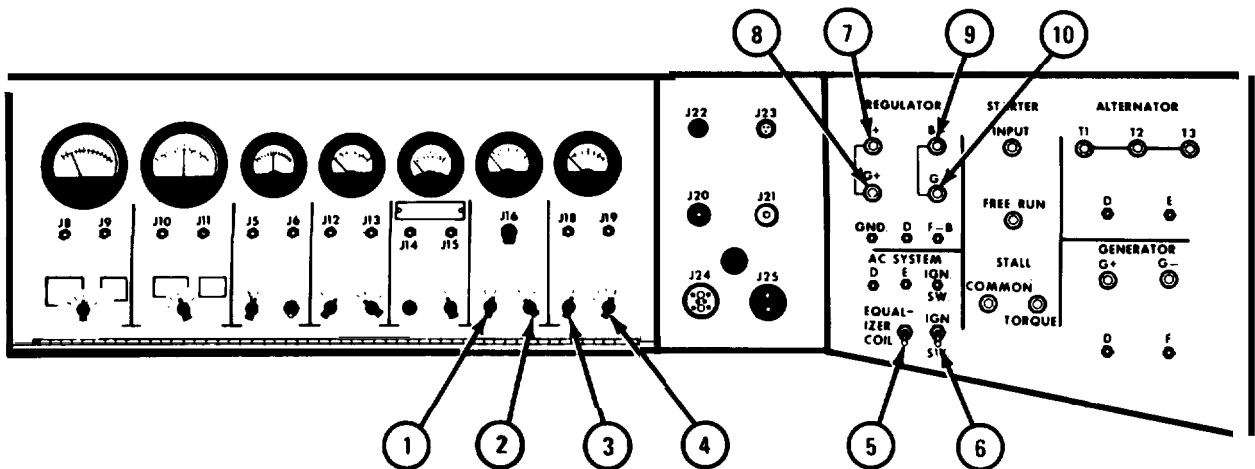 8 7 9 10
REGULATOR STARTER ALTERNATOR
+ B INPUT T1 T2 T3
G+ G
FREE RUN D E
GND. D F-B
AC SYSTEM
D E IGN SW
STALL
COMMON TORQUE
EQUAL-
IZER
COIL
IGN
GENERATOR
G+ G-
D F
J22 J23
J20 J21
J24 J25
J8 J9 J10 J11 J5 J6 J12 J13 J14 J15 J16 J18 J19
1 2 3 4 5 6